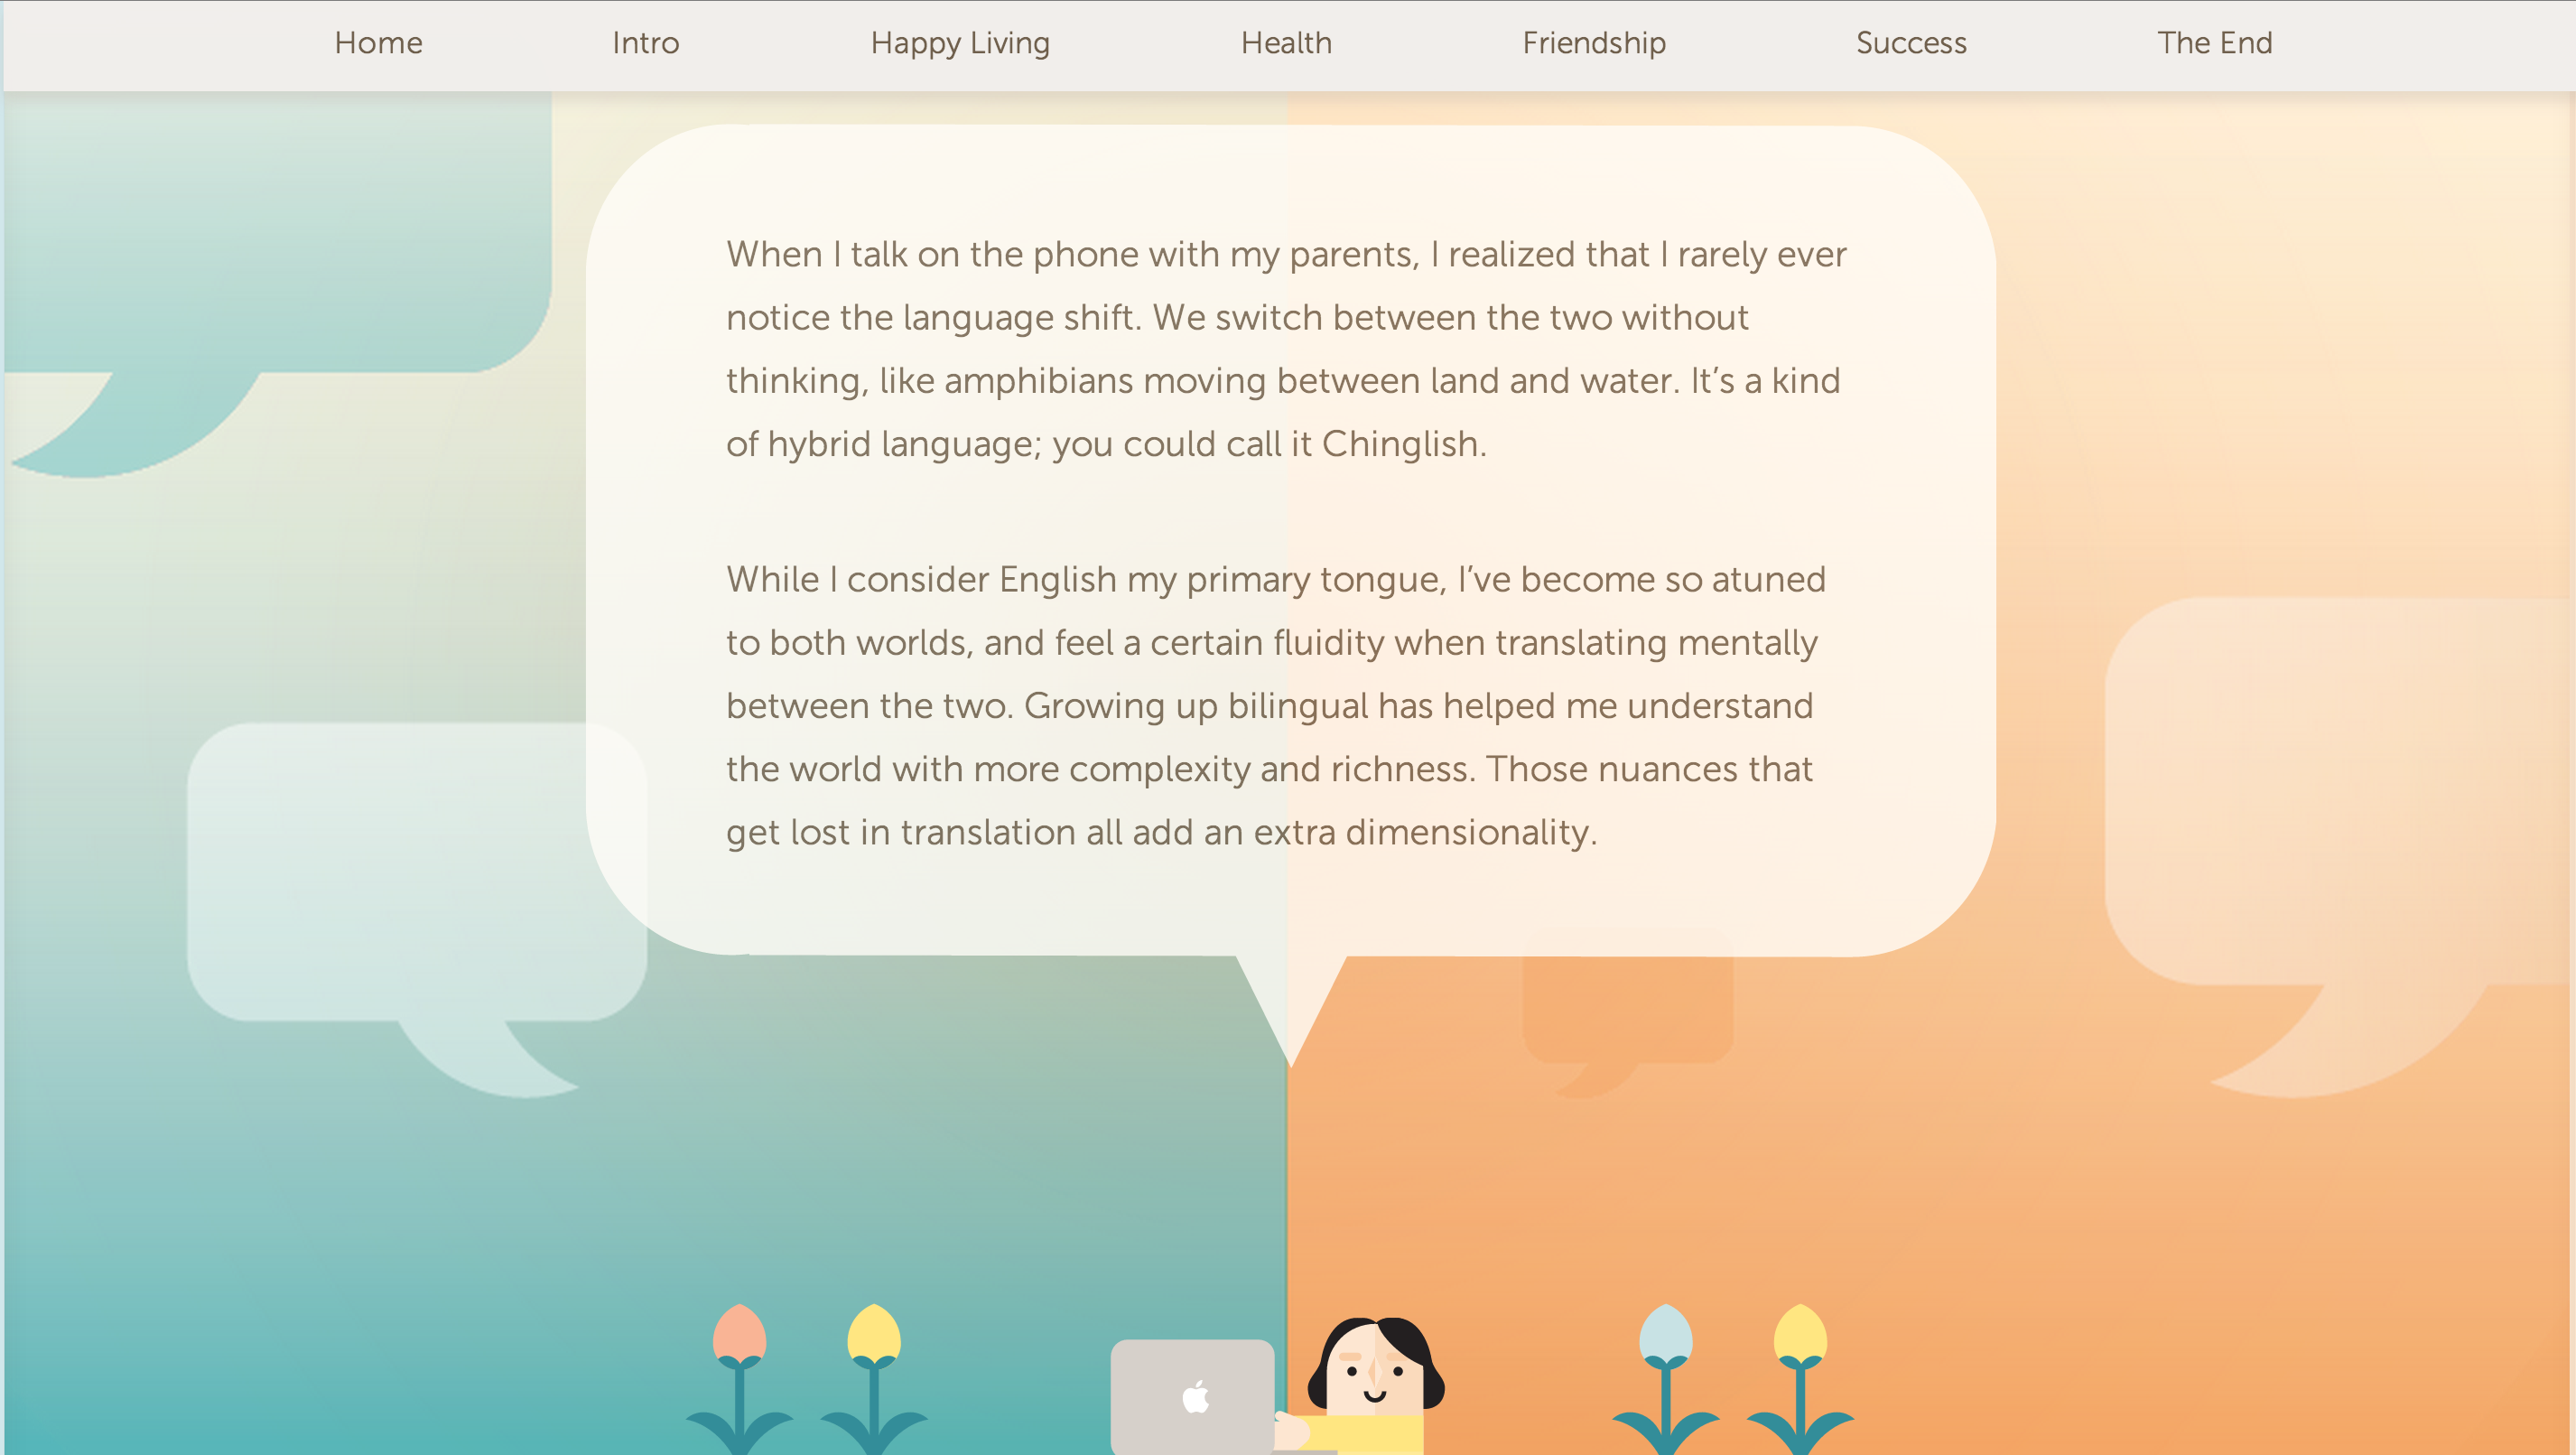 Home Intro Happy Living Health Friendship Success The End
When I talk on the phone with my parents, I realized that I rarely ever
notice the language shift. We switch between the two without
thinking, like amphibians moving between land and water. It’s a kind
of hybrid language; you could call it Chinglish.
While I consider English my primary tongue, I’ve become so atuned
to both worlds, and feel a certain fluidity when translating mentally
between the two. Growing up bilingual has helped me understand
the world with more complexity and richness. Those nuances that
get lost in translation all add an extra dimensionality.